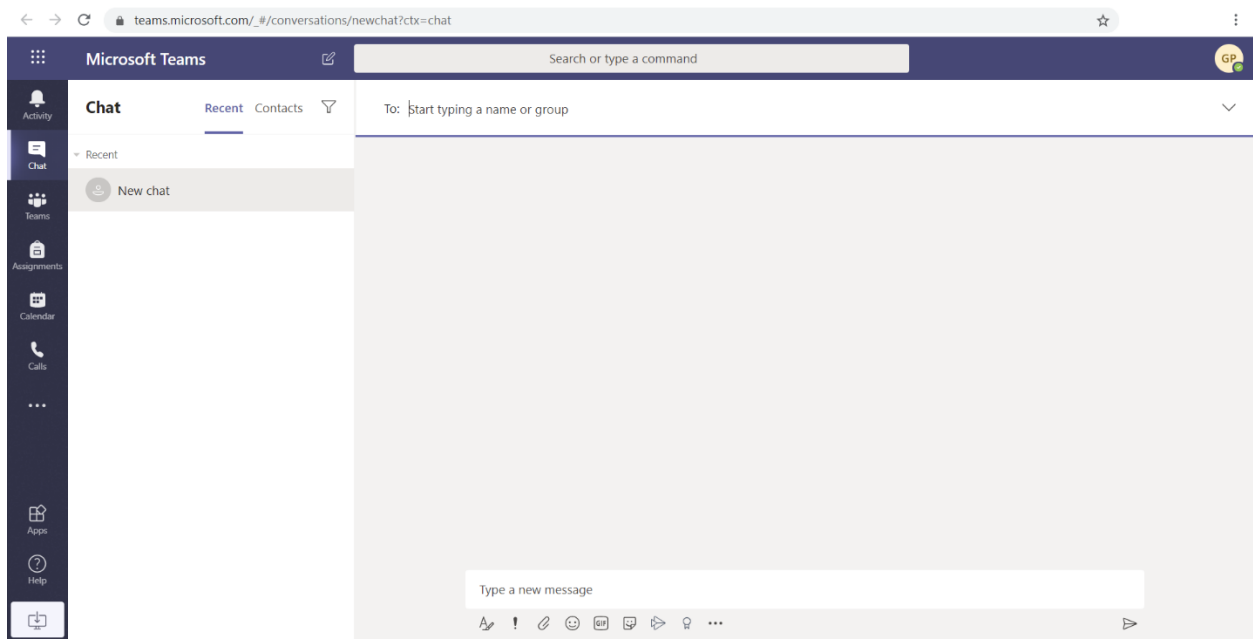 teams.microsoft.com/_#/conversations/newchat?ctx=chat
Microsoft Teams
Search or type a command
GP
Activity
Chat
Teams
Assignments
Calendar
Calls
Apps
Help
Chat
Recent
Contacts
Recent
New chat
To: Start typing a name or group
Type a new message
GIF